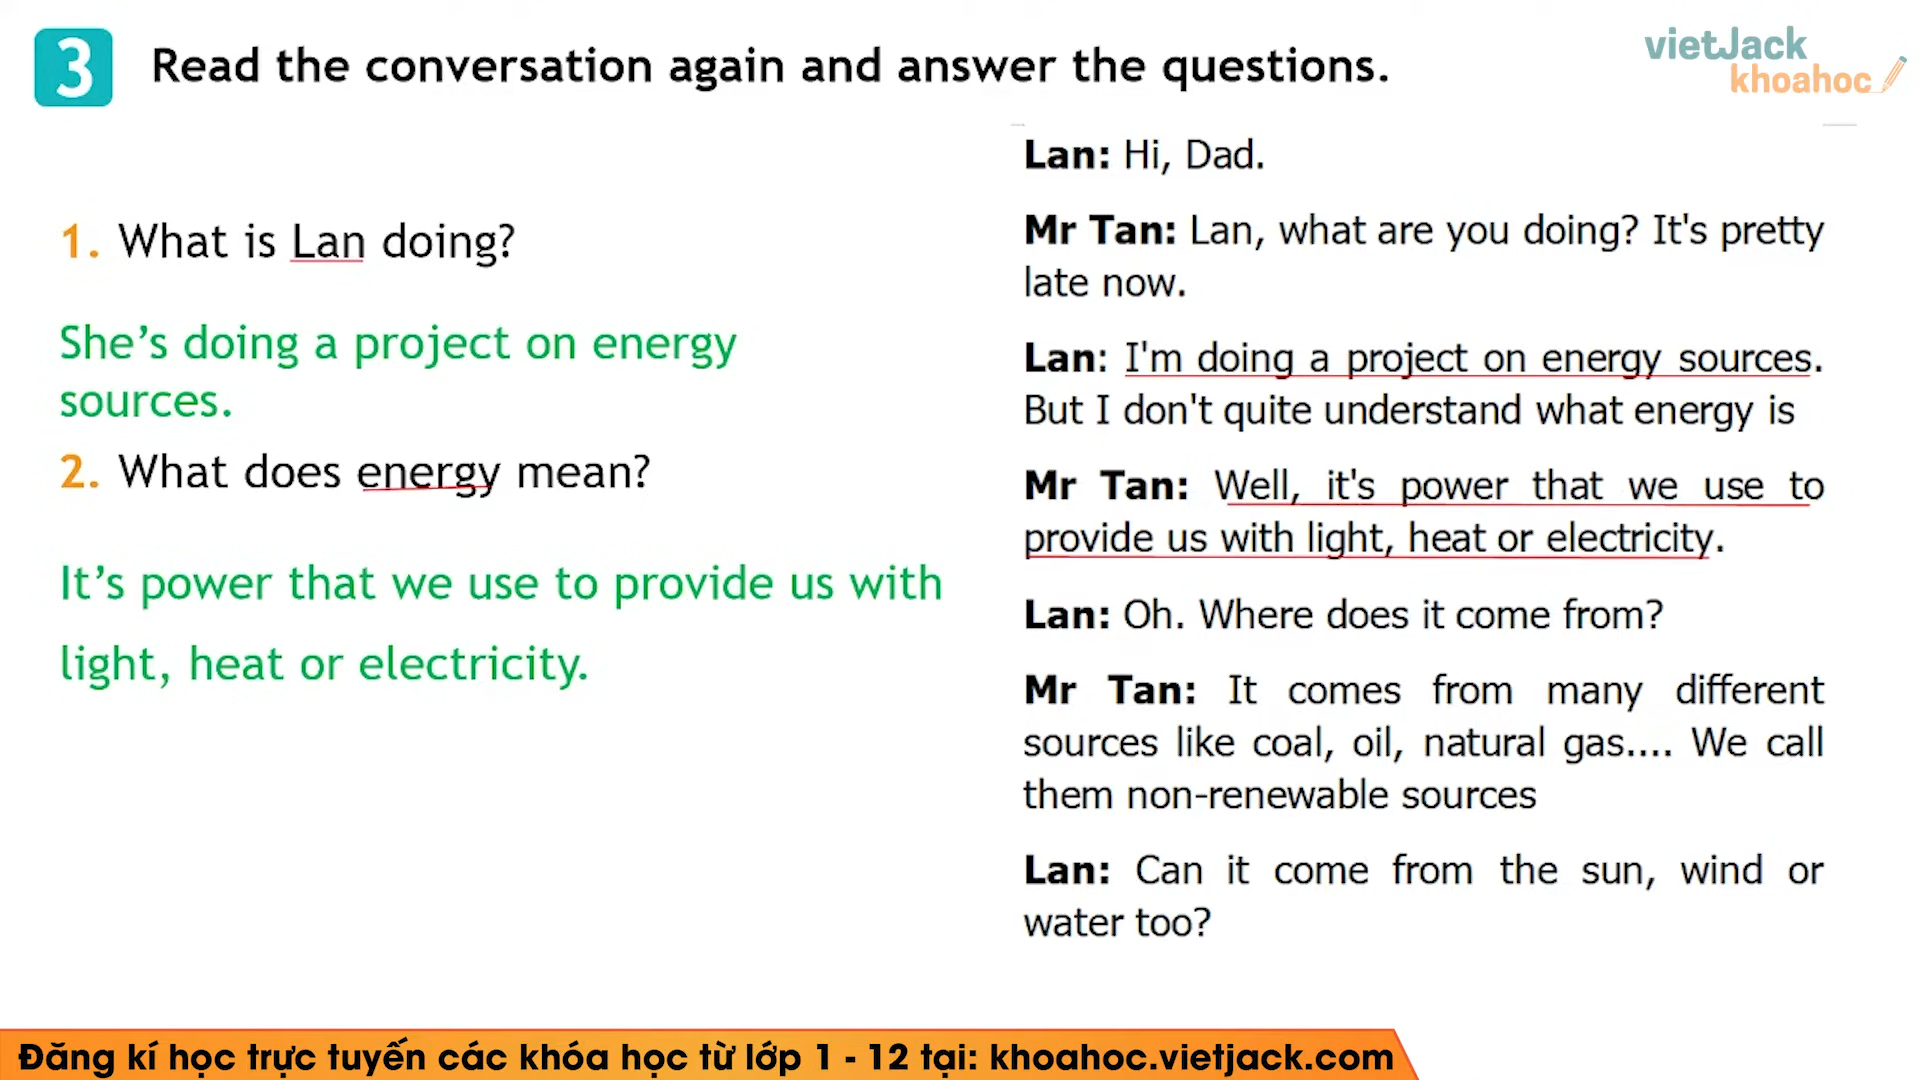 3 Read the conversation again and answer the questions.
vietJack
khoahoc
1. What is Lan doing?
She’s doing a project on energy
sources.
2. What does energy mean?
It’s power that we use to provide us with
light, heat or electricity.
Lan: Hi, Dad.
Mr Tan: Lan, what are you doing? It's pretty
late now.
Lan: I'm doing a project on energy sources.
But I don't quite understand what energy is
Mr Tan: Well, it's power that we use to
provide us with light, heat or electricity.
Lan: Oh. Where does it come from?
Mr Tan: It comes from many different
sources like coal, oil, natural gas.... We call
them non-renewable sources
Lan: Can it come from the sun, wind or
water too?
Đăng kí học trực tuyến các khóa học từ lớp 1 - 12 tại: khoahoc.vietjack.com